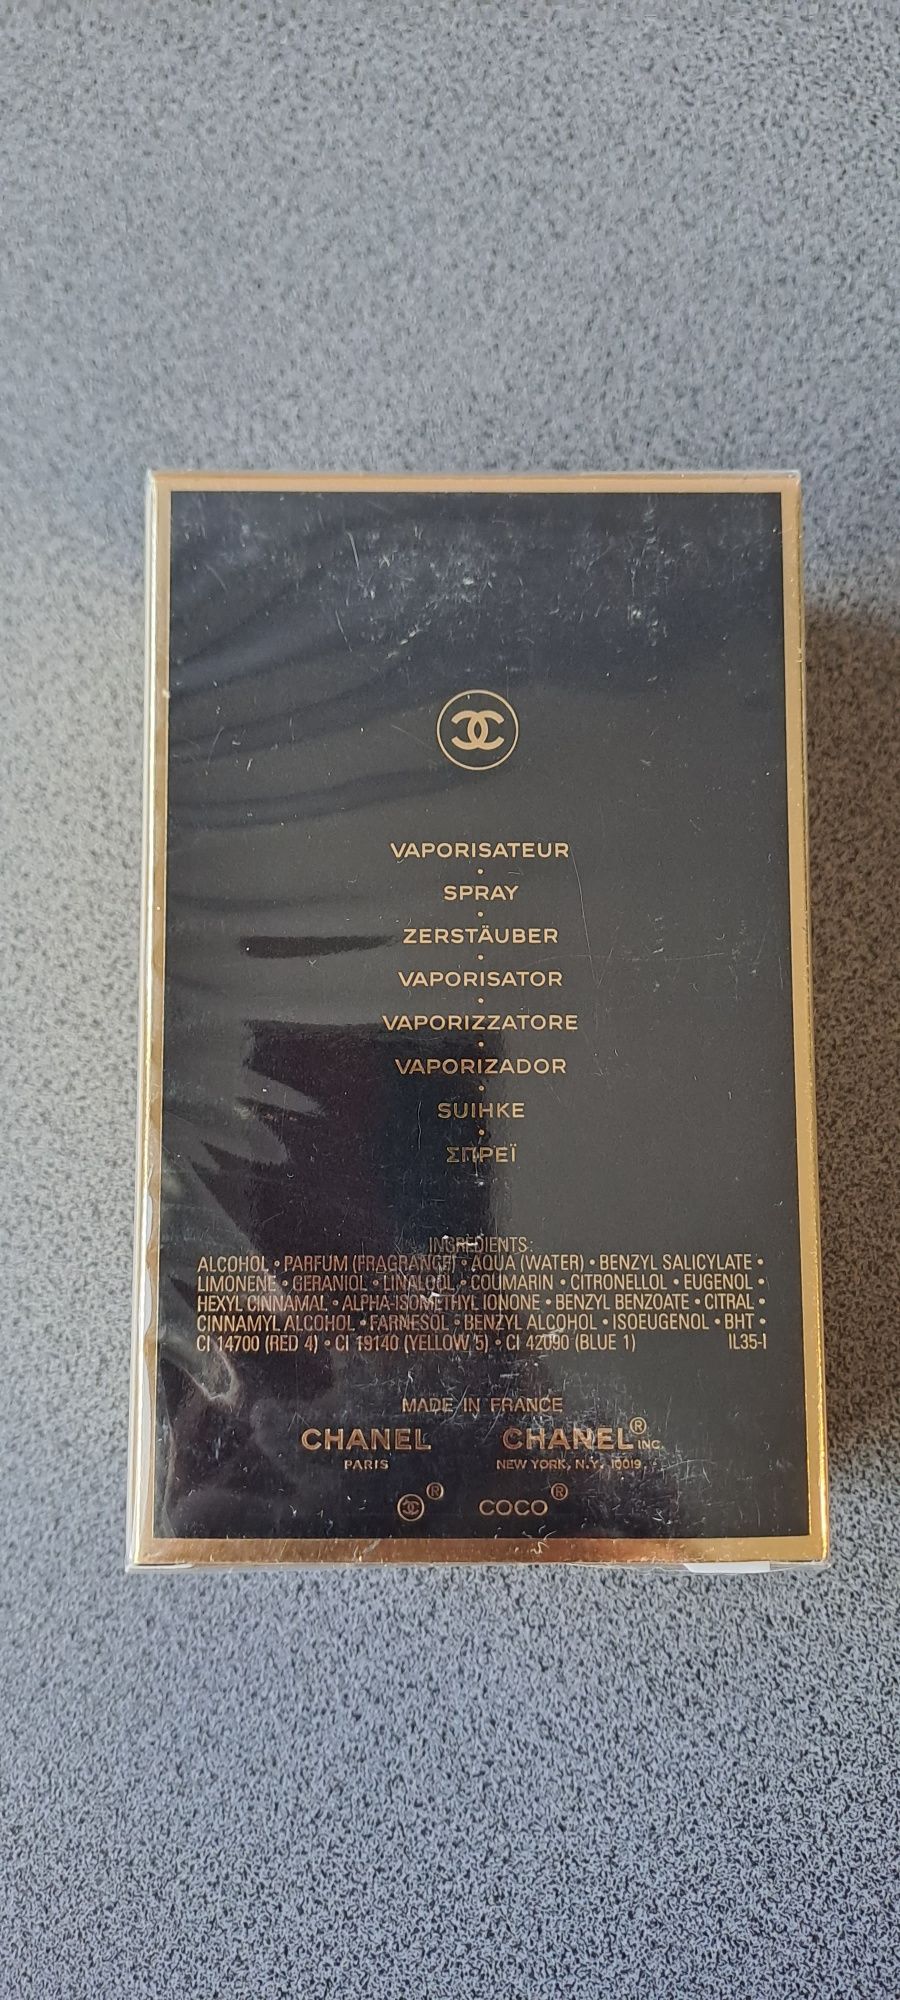 VAPORISATEUR
•
SPRAY
•
ZERSTÄUBER
•
VAPORISATOR
•
VAPORIZZATORE
•
VAPORIZADOR
•
SUIHKE
•
ΣΠΡΕΪ
INGREDIENTS:
ALCOHOL • PARFUM (FRAGRANCE) • AQUA (WATER) • BENZYL SALICYLATE •
LIMONENE • GERANIOL • LINALOOL • COUMARIN • CITRONELLOL • EUGENOL •
HEXYL CINNAMAL • ALPHA-ISOMETHYL IONONE • BENZYL BENZOATE • CITRAL •
CINNAMYL ALCOHOL • FARNESOL • BENZYL ALCOHOL • ISOEUGENOL • BHT •
CI 14700 (RED 4) • CI 19140 (YELLOW 5) • CI 42090 (BLUE 1) IL35-I
MADE IN FRANCE
CHANEL CHANEL® INC.
PARIS NEW YORK, N.Y. 10019
® COCO®